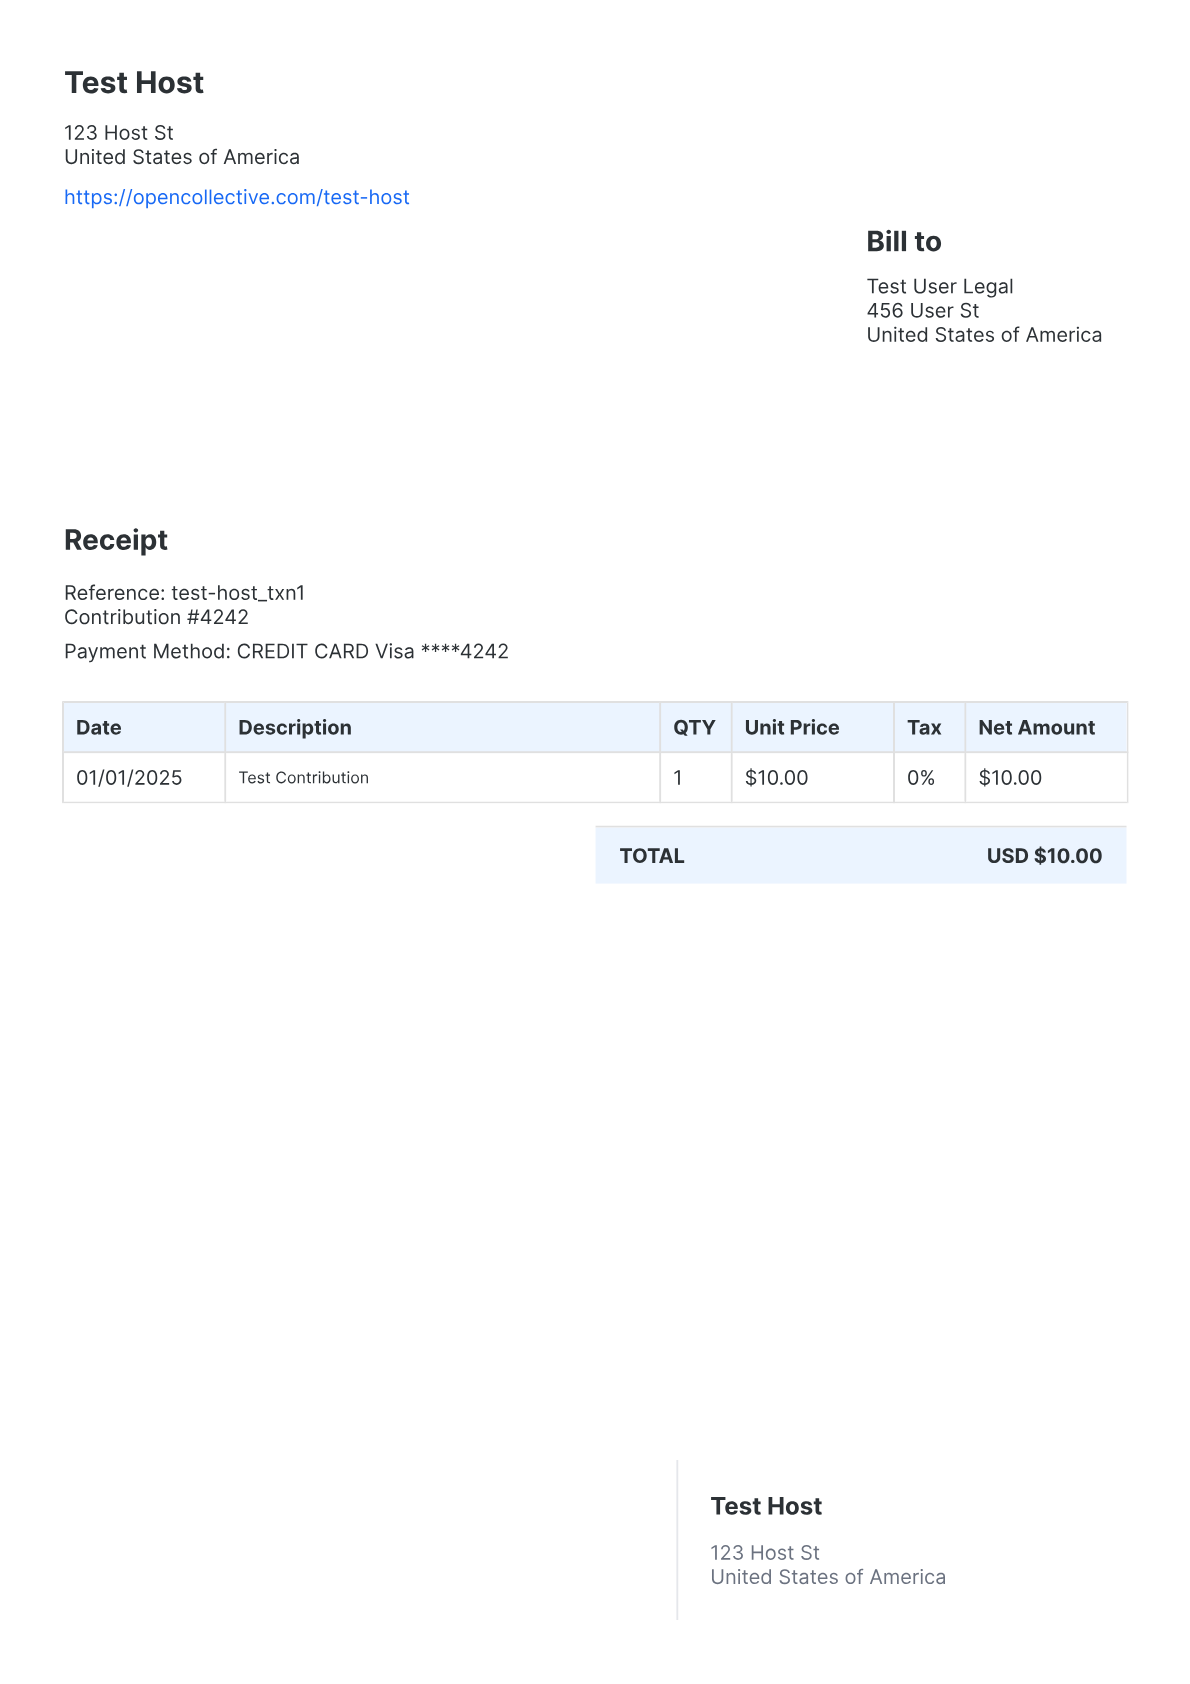 Test Host
123 Host St
United States of America
https://opencollective.com/test-host
Bill to
Test User Legal
456 User St
United States of America
Receipt
Reference: test-host_txn1
Contribution #4242
Payment Method: CREDIT CARD Visa ****4242
Date Description QTY Unit Price Tax Net Amount
01/01/2025 Test Contribution 1 $10.00 0% $10.00
TOTAL USD $10.00
Test Host
123 Host St
United States of America